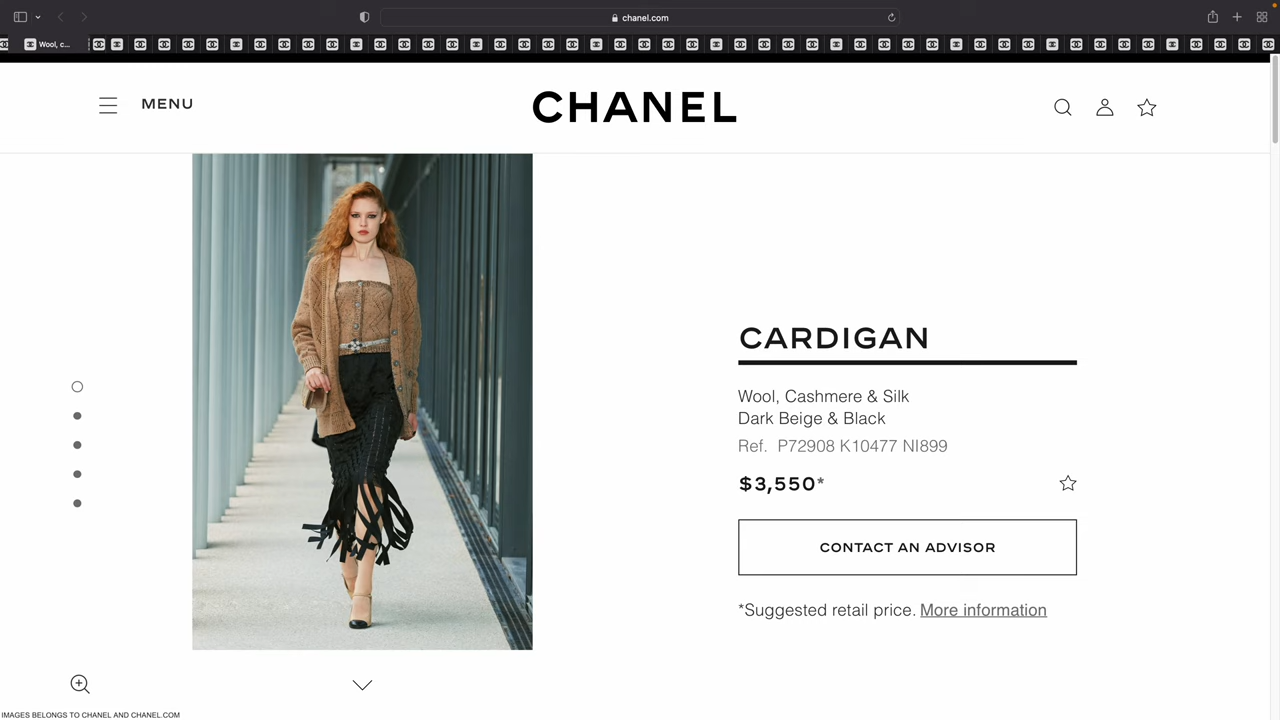 chanel.com
Wool, c...
MENU
CHANEL
CARDIGAN
Wool, Cashmere & Silk
Dark Beige & Black
Ref. P72908 K10477 NI899
$3,550*
CONTACT AN ADVISOR
*Suggested retail price. More information
IMAGES BELONGS TO CHANEL AND CHANEL.COM